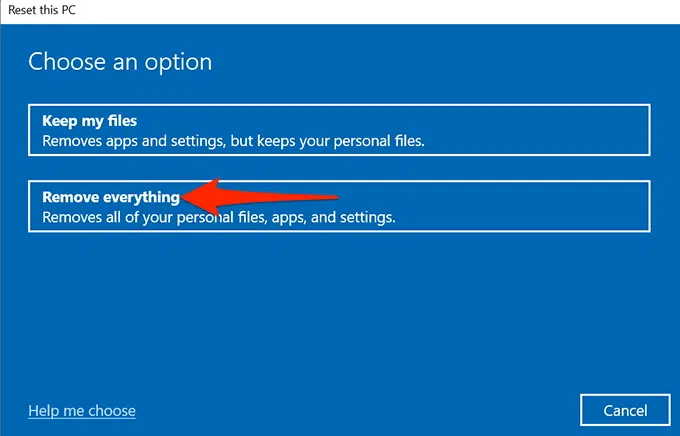 Reset this PC
Choose an option
Keep my files
Removes apps and settings, but keeps your personal files.
Remove everything
Removes all of your personal files, apps, and settings.
Help me choose
Cancel